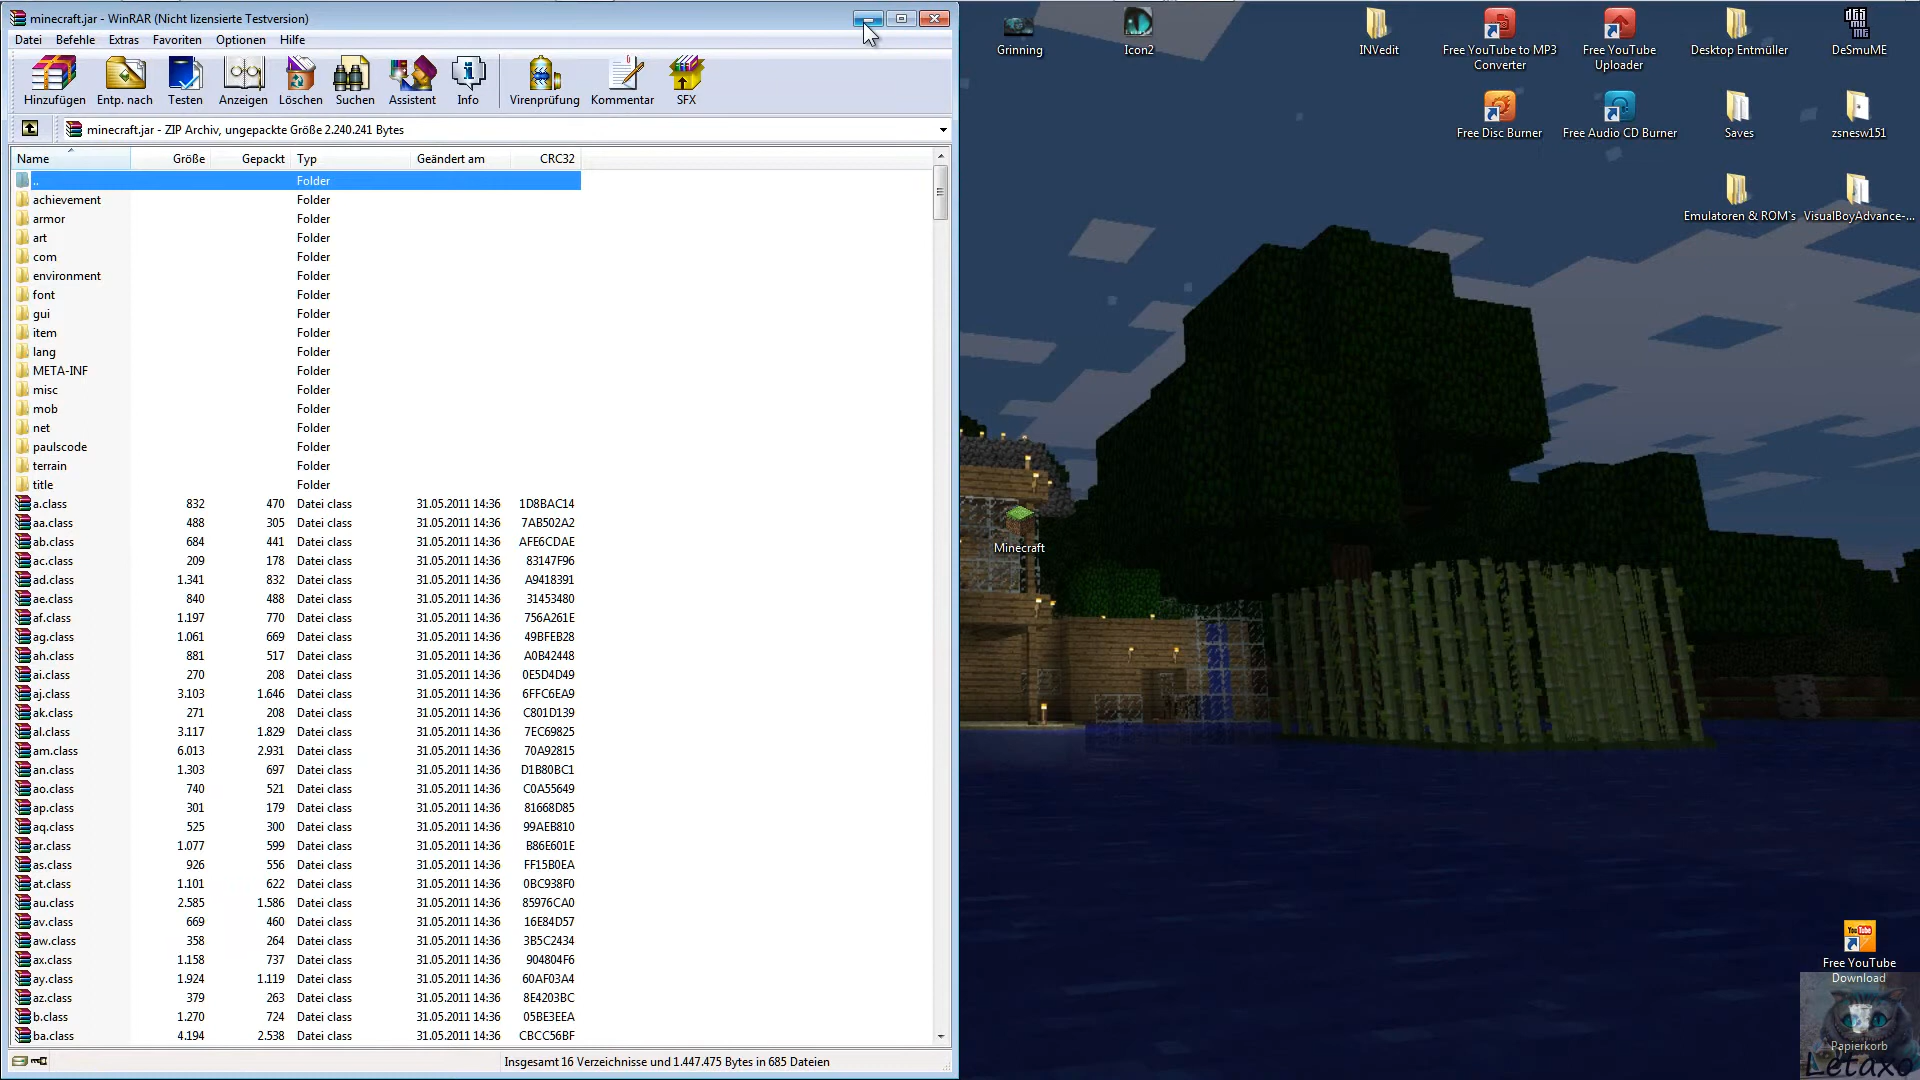 minecraft.jar - WinRAR (Nicht lizensierte Testversion)
Datei Befehle Extras Favoriten Optionen Hilfe
Hinzufügen Entp. nach Testen Anzeigen Löschen Suchen Assistent Info Virenprüfung Kommentar SFX
minecraft.jar - ZIP Archiv, ungepackte Größe 2.240.241 Bytes
Name Größe Gepackt Typ Geändert am CRC32
.. Folder
achievement Folder
armor Folder
art Folder
com Folder
environment Folder
font Folder
gui Folder
item Folder
lang Folder
META-INF Folder
misc Folder
mob Folder
net Folder
paulscode Folder
terrain Folder
title Folder
a.class 832 470 Datei class 31.05.2011 14:36 1D8BAC14
aa.class 488 305 Datei class 31.05.2011 14:36 7AB502A2
ab.class 684 441 Datei class 31.05.2011 14:36 AFE6CDAE
ac.class 209 178 Datei class 31.05.2011 14:36 83147F96
ad.class 1.341 832 Datei class 31.05.2011 14:36 A9418391
ae.class 840 488 Datei class 31.05.2011 14:36 31453480
af.class 1.197 770 Datei class 31.05.2011 14:36 756A261E
ag.class 1.061 669 Datei class 31.05.2011 14:36 49BFEB28
ah.class 881 517 Datei class 31.05.2011 14:36 A0B42448
ai.class 270 208 Datei class 31.05.2011 14:36 0E5D4D49
aj.class 3.103 1.646 Datei class 31.05.2011 14:36 6FFC6EA9
ak.class 271 208 Datei class 31.05.2011 14:36 C801D139
al.class 3.117 1.829 Datei class 31.05.2011 14:36 7EC69825
am.class 6.013 2.931 Datei class 31.05.2011 14:36 70A92815
an.class 1.303 697 Datei class 31.05.2011 14:36 D1B80BC1
ao.class 740 521 Datei class 31.05.2011 14:36 C0A55649
ap.class 301 179 Datei class 31.05.2011 14:36 81668D85
aq.class 525 300 Datei class 31.05.2011 14:36 99AEB810
ar.class 1.077 599 Datei class 31.05.2011 14:36 B86E601E
as.class 926 556 Datei class 31.05.2011 14:36 FF15B0EA
at.class 1.101 622 Datei class 31.05.2011 14:36 0BC938F0
au.class 2.585 1.586 Datei class 31.05.2011 14:36 85976CA0
av.class 669 460 Datei class 31.05.2011 14:36 16E84D57
aw.class 358 264 Datei class 31.05.2011 14:36 3B5C2434
ax.class 1.158 737 Datei class 31.05.2011 14:36 904804F6
ay.class 1.924 1.119 Datei class 31.05.2011 14:36 60AF03A4
az.class 379 263 Datei class 31.05.2011 14:36 8E4203BC
b.class 1.270 724 Datei class 31.05.2011 14:36 05BE3EEA
ba.class 4.194 2.538 Datei class 31.05.2011 14:36 CBCC56BF
Insgesamt 16 Verzeichnisse und 1.447.475 Bytes in 685 Dateien
Grinning
Icon2
INVedit
Free YouTube to MP3
Converter
Free YouTube
Uploader
Desktop Entmüller
DeSmuME
Free Disc Burner
Free Audio CD Burner
Saves
zsnesw151
Emulatoren & ROM`s
VisualBoyAdvance-...
Minecraft
You Tube
Free YouTube
Download
Papierkorb
Letaxo